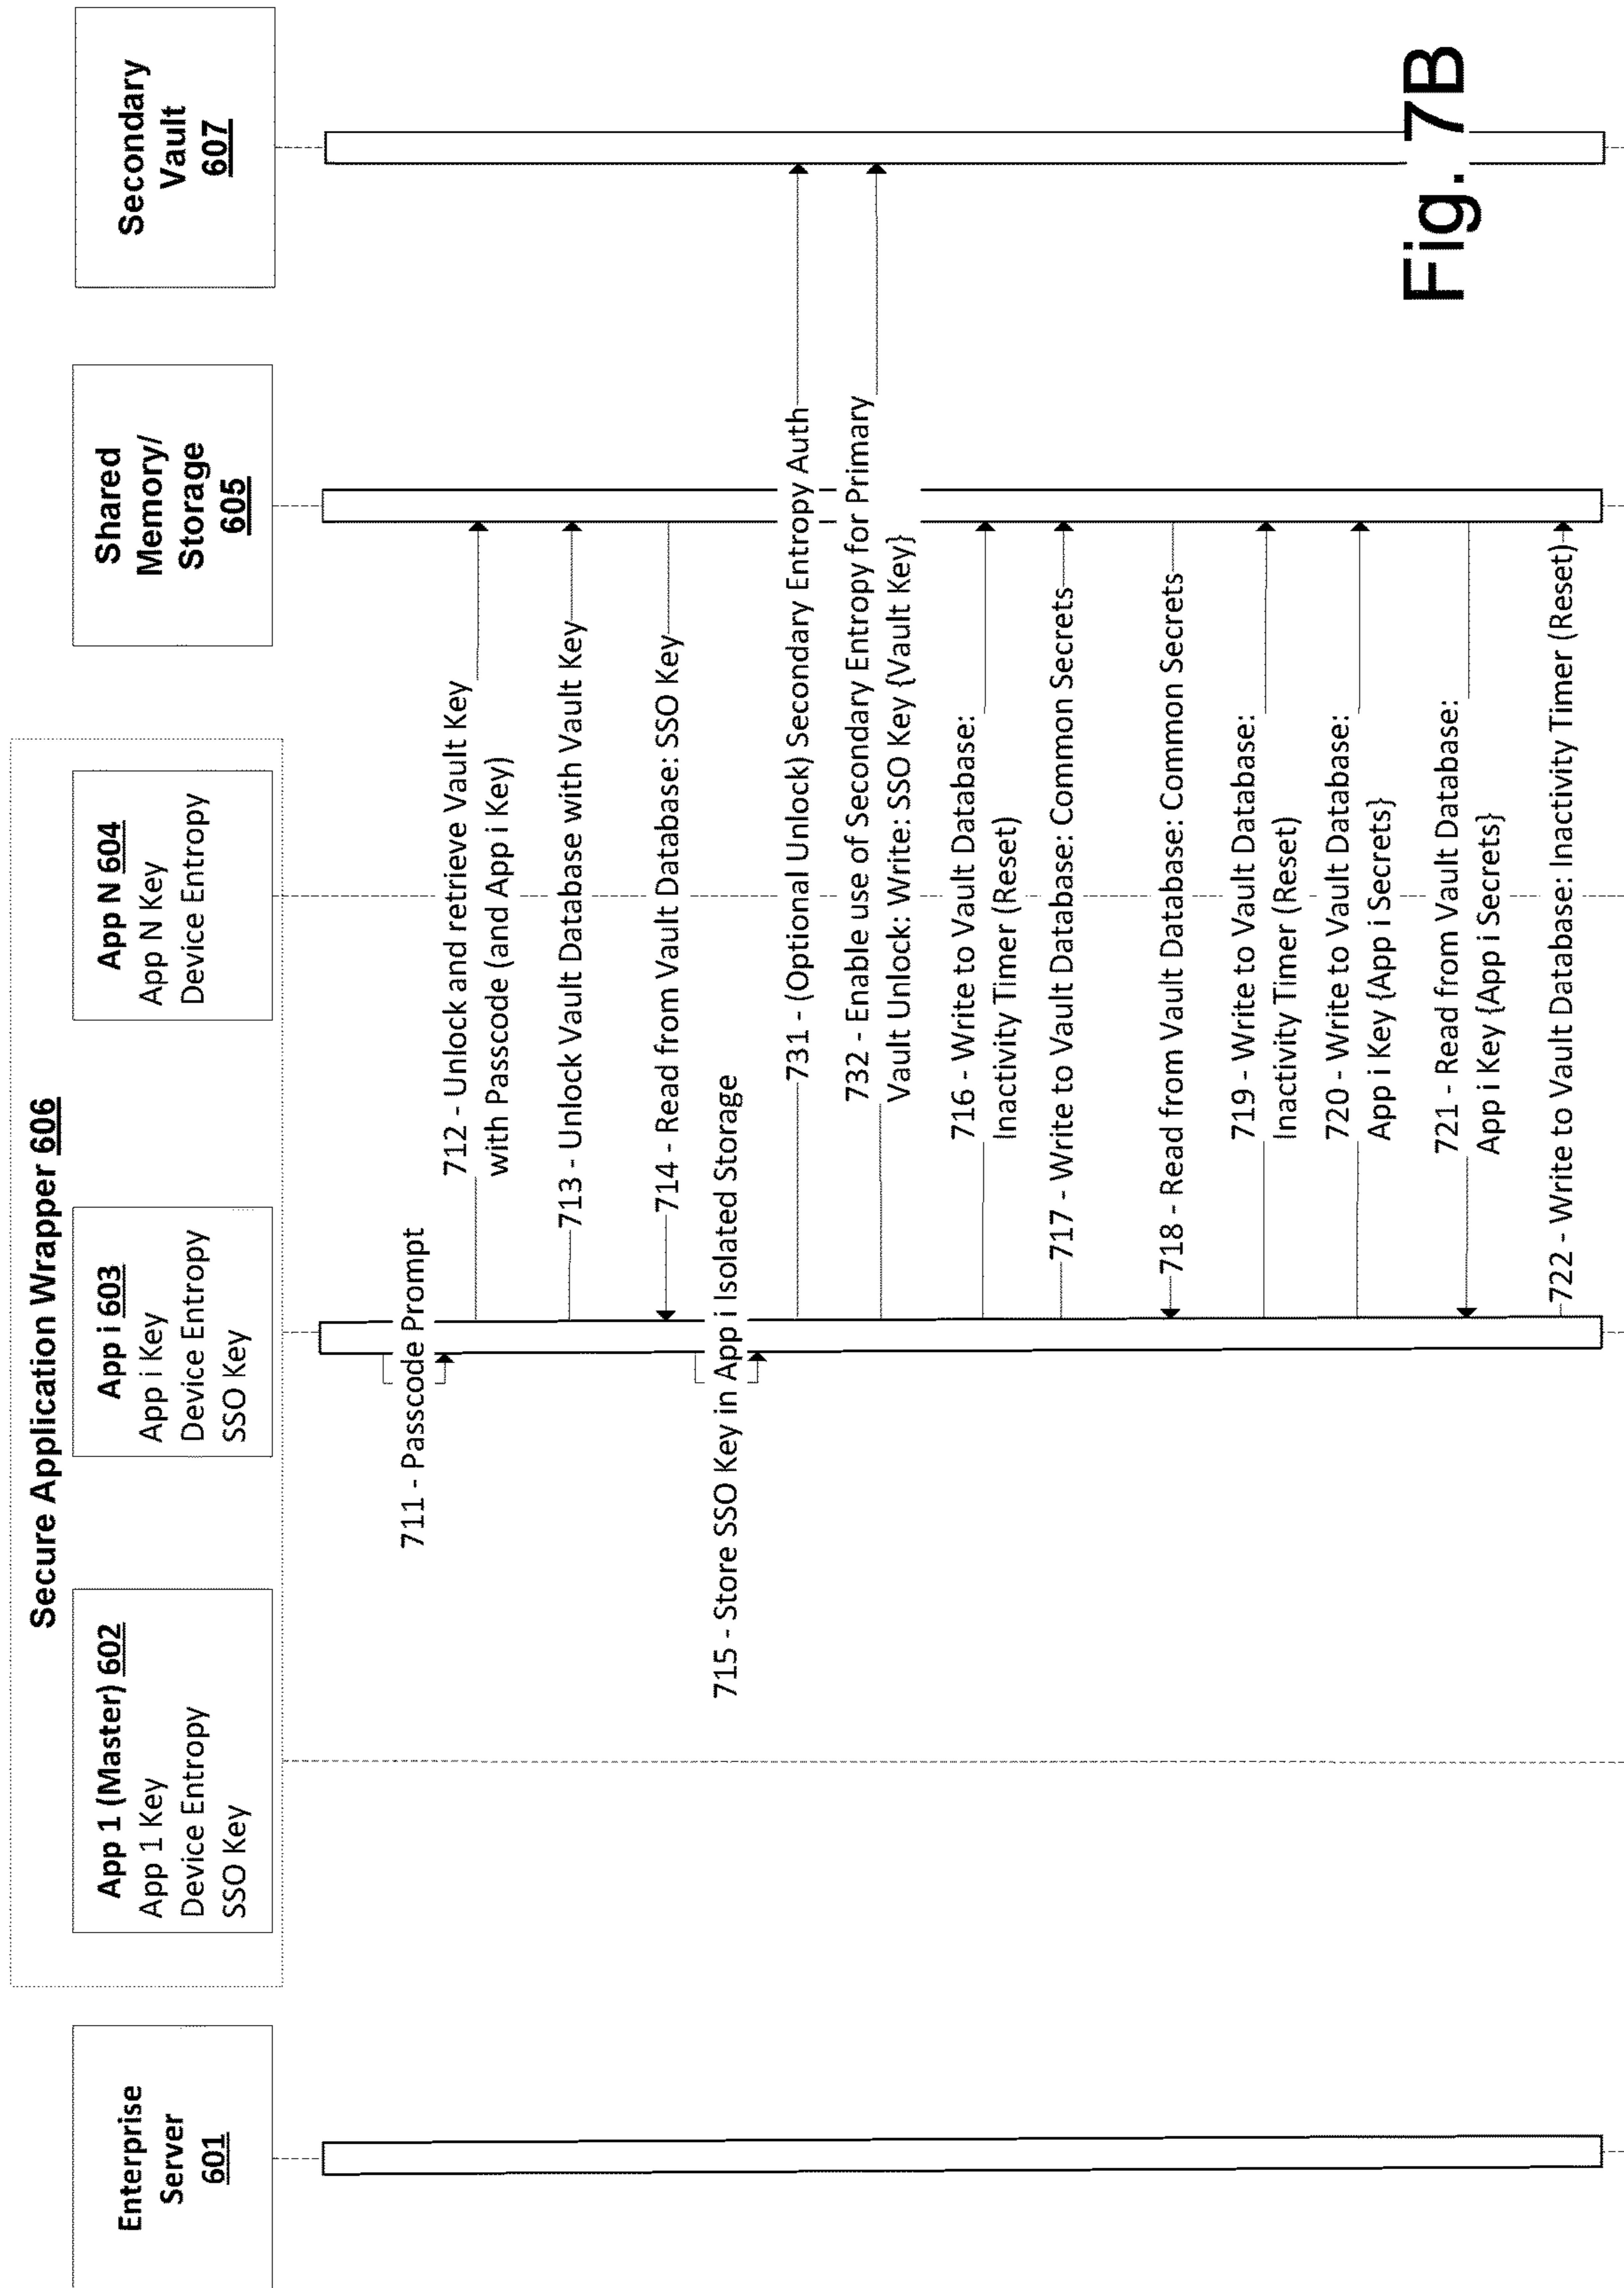 Secure Application Wrapper 606
Enterprise
Server
601
App 1 (Master) 602
App 1 Key
Device Entropy
SSO Key
App i 603
App i Key
Device Entropy
SSO Key
App N 604
App N Key
Device Entropy
Shared
Memory/
Storage
605
Secondary
Vault
607
711 - Passcode Prompt
712 - Unlock and retrieve Vault Key
with Passcode (and App i Key)
713 - Unlock Vault Database with Vault Key
714 - Read from Vault Database: SSO Key
715 - Store SSO Key in App i Isolated Storage
731 - (Optional Unlock) Secondary Entropy Auth
732 - Enable use of Secondary Entropy for Primary
Vault Unlock: Write: SSO Key {Vault Key}
716 - Write to Vault Database:
Inactivity Timer (Reset)
717 - Write to Vault Database: Common Secrets
718 - Read from Vault Database: Common Secrets
719 - Write to Vault Database:
Inactivity Timer (Reset)
720 - Write to Vault Database:
App i Key {App i Secrets}
721 - Read from Vault Database:
App i Key {App i Secrets}
722 - Write to Vault Database: Inactivity Timer (Reset)
Fig. 7B